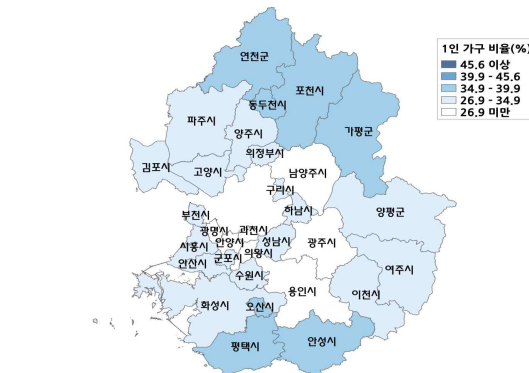 1인 가구 비율(%)
45.6 이상
39.9 - 45.6
34.9 - 39.9
26.9 - 34.9
26.9 미만
연천군
포천시
동두천시
파주시
양주시
가평군
의정부시
김포시
고양시
남양주시
구리시
하남시
양평군
부천시
광명시
과천시
시흥시
안양시
성남시
광주시
군포시
의왕시
안산시
수원시
여주시
용인시
이천시
화성시
오산시
평택시
안성시